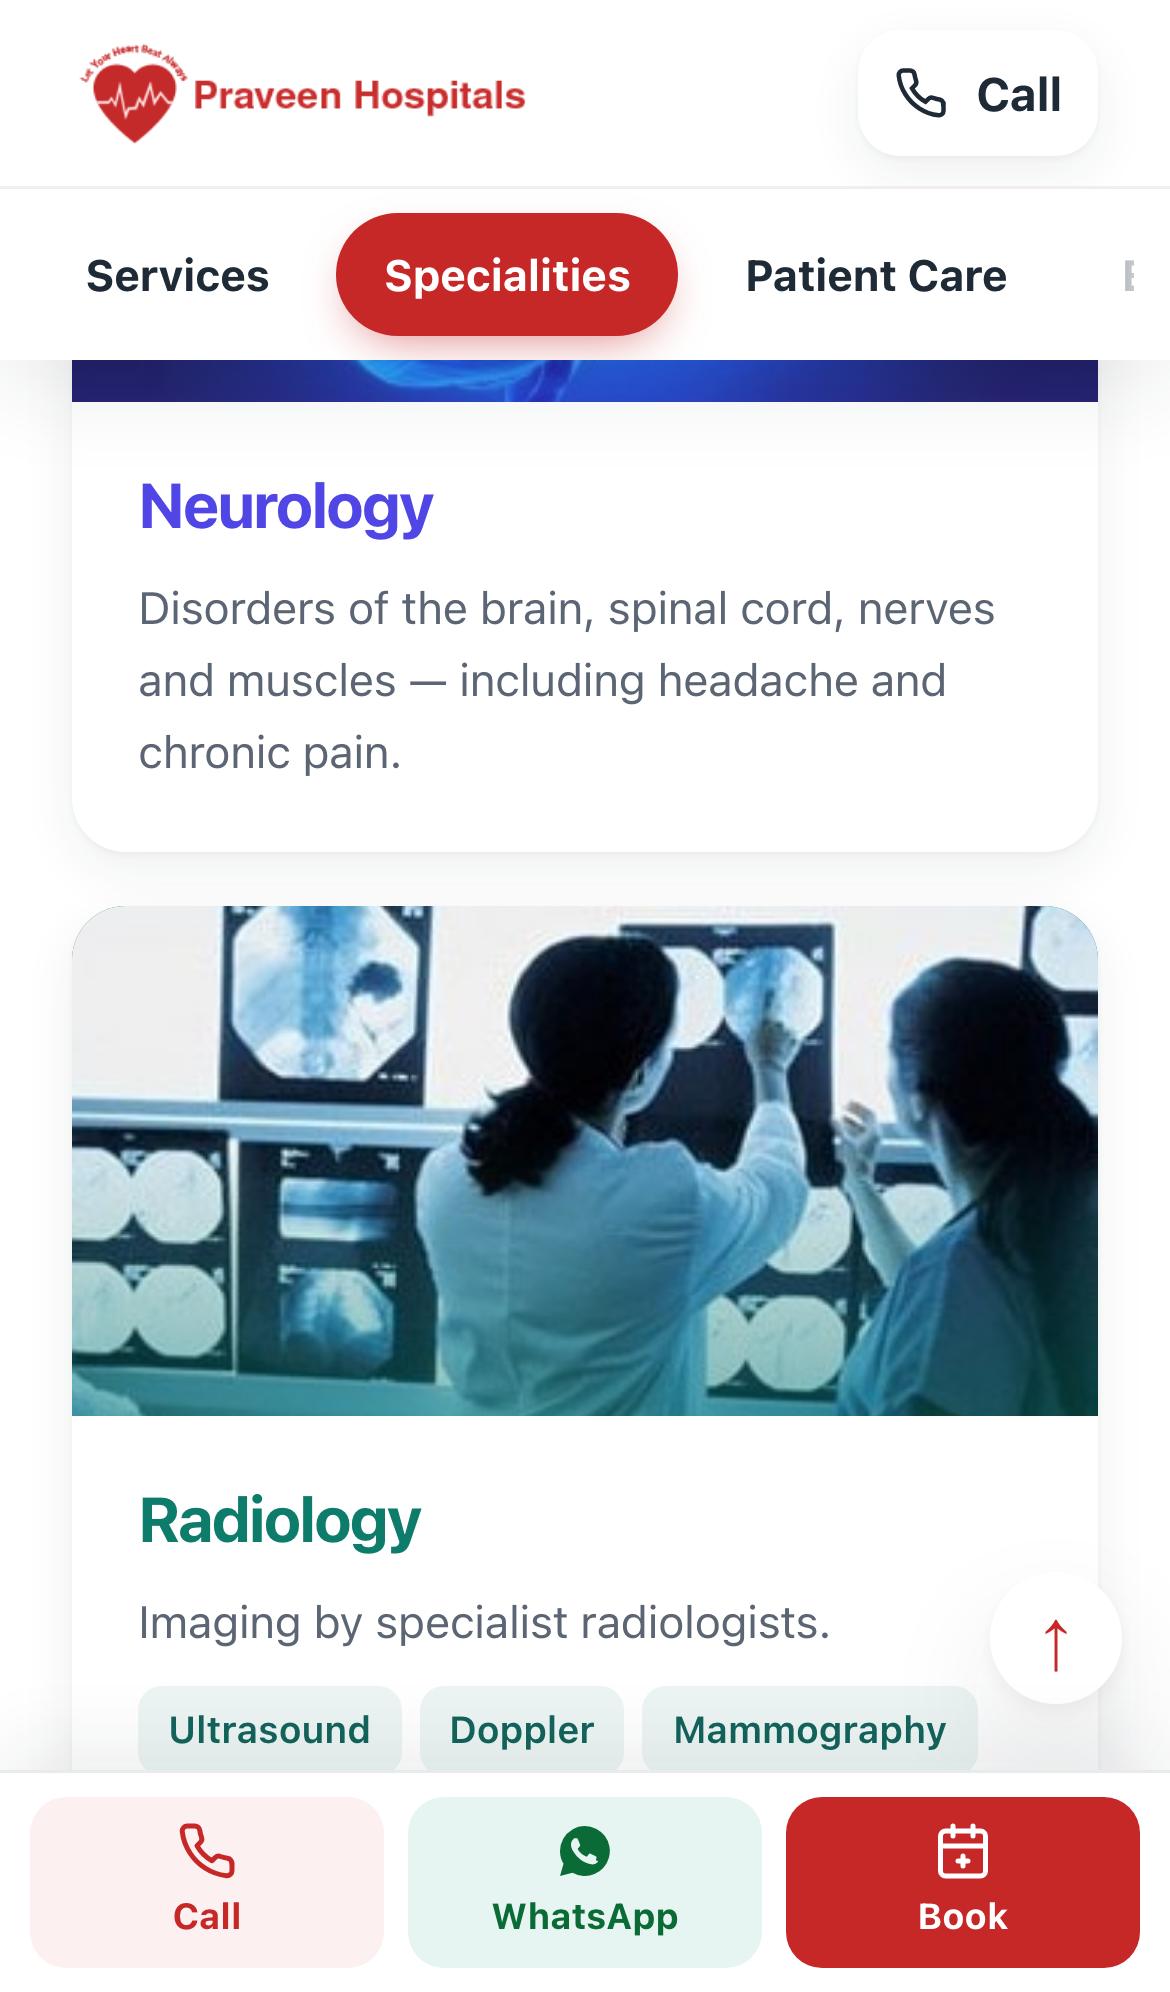 Let Your Heart Beat Always
Praveen Hospitals
Call
Services
Specialities
Patient Care
Neurology
Disorders of the brain, spinal cord, nerves
and muscles — including headache and
chronic pain.
Radiology
Imaging by specialist radiologists.
↑
Ultrasound
Doppler
Mammography
Call
WhatsApp
Book